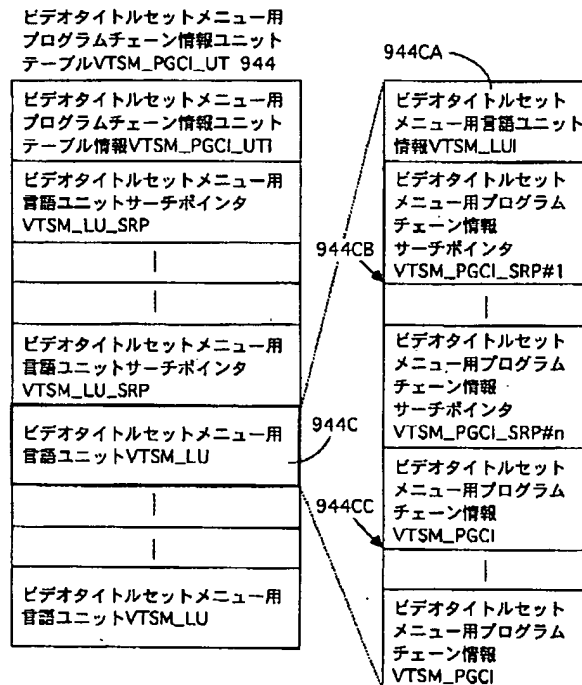 ビデオタイトルセットメニュー用
プログラムチェーン情報ユニット
テーブルVTSM_PGCI_UT 944
ビデオタイトルセットメニュー用
プログラムチェーン情報ユニット
テーブル情報VTSM_PGCI_UTI
ビデオタイトルセットメニュー用
言語ユニットサーチポインタ
VTSM_LU_SRP
ビデオタイトルセットメニュー用
言語ユニットサーチポインタ
VTSM_LU_SRP
ビデオタイトルセットメニュー用
言語ユニットVTSM_LU
ビデオタイトルセットメニュー用
言語ユニットVTSM_LU
944C
944CA
ビデオタイトルセット
メニュー用言語ユニット
情報VTSM_LUI
ビデオタイトルセット
メニュー用プログラム
チェーン情報
サーチポインタ
VTSM_PGCI_SRP#1
944CB
ビデオタイトルセット
メニュー用プログラム
チェーン情報
サーチポインタ
VTSM_PGCI_SRP#n
ビデオタイトルセット
メニュー用プログラム
チェーン情報
VTSM_PGCI
944CC
ビデオタイトルセット
メニュー用プログラム
チェーン情報
VTSM_PGCI